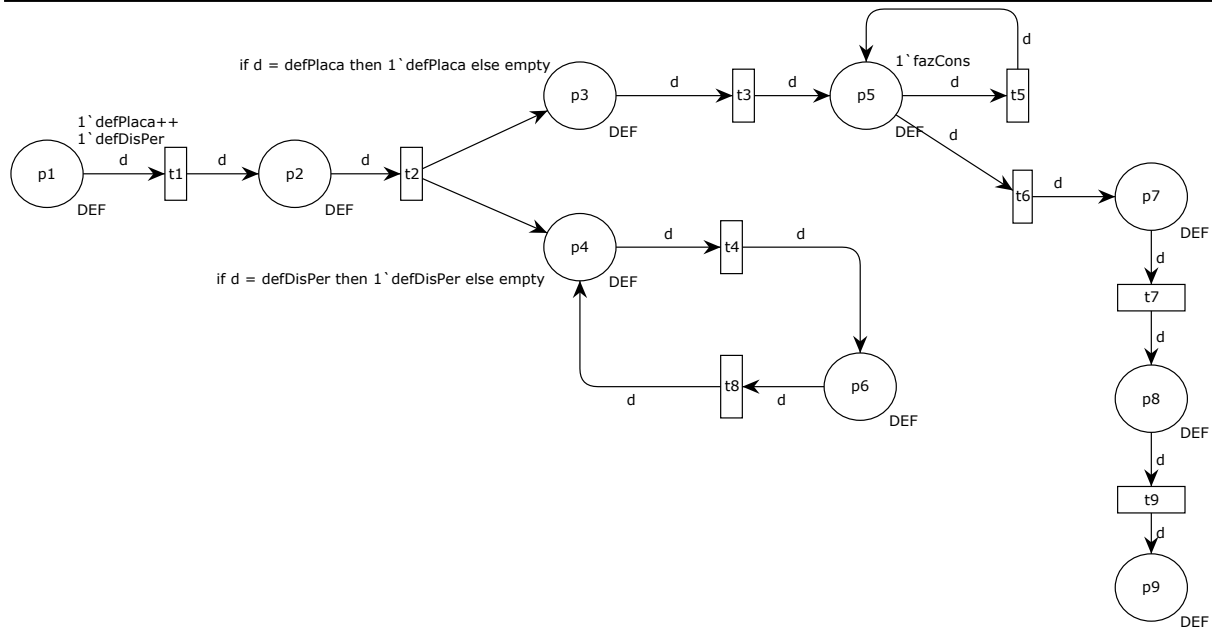 d
if d = defPlaca then 1`defPlaca else empty
1`fazCons
p3 d t3 d p5 d t5
DEF DEF
1`defPlaca++
1`defDisPer
d
p1 d t1 d p2 d t2
DEF DEF
t6 d p7
DEF
p4 d t4 d
DEF
if d = defDisPer then 1`defDisPer else empty
d
t7
d
d t8 d p6
DEF
p8
DEF
d
t9
d
p9
DEF